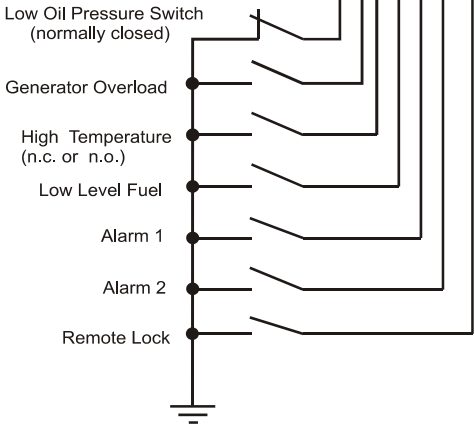 Low Oil Pressure Switch
(normally closed)
Generator Overload
High Temperature
(n.c. or n.o.)
Low Level Fuel
Alarm 1
Alarm 2
Remote Lock